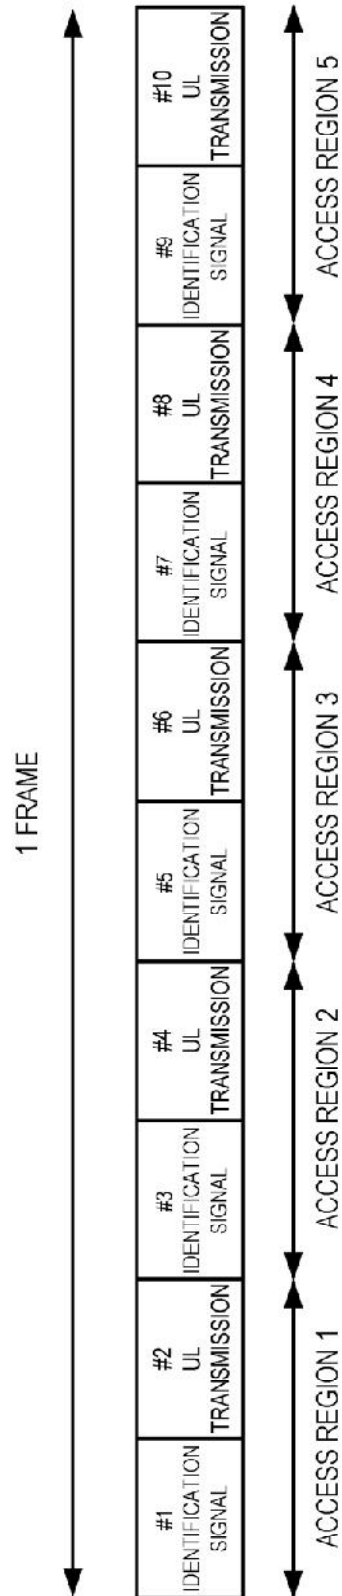 1 FRAME
#1
IDENTIFICATION
SIGNAL
#2
UL
TRANSMISSION
#3
IDENTIFICATION
SIGNAL
#4
UL
TRANSMISSION
#5
IDENTIFICATION
SIGNAL
#6
UL
TRANSMISSION
#7
IDENTIFICATION
SIGNAL
#8
UL
TRANSMISSION
#9
IDENTIFICATION
SIGNAL
#10
UL
TRANSMISSION
ACCESS REGION 1
ACCESS REGION 2
ACCESS REGION 3
ACCESS REGION 4
ACCESS REGION 5